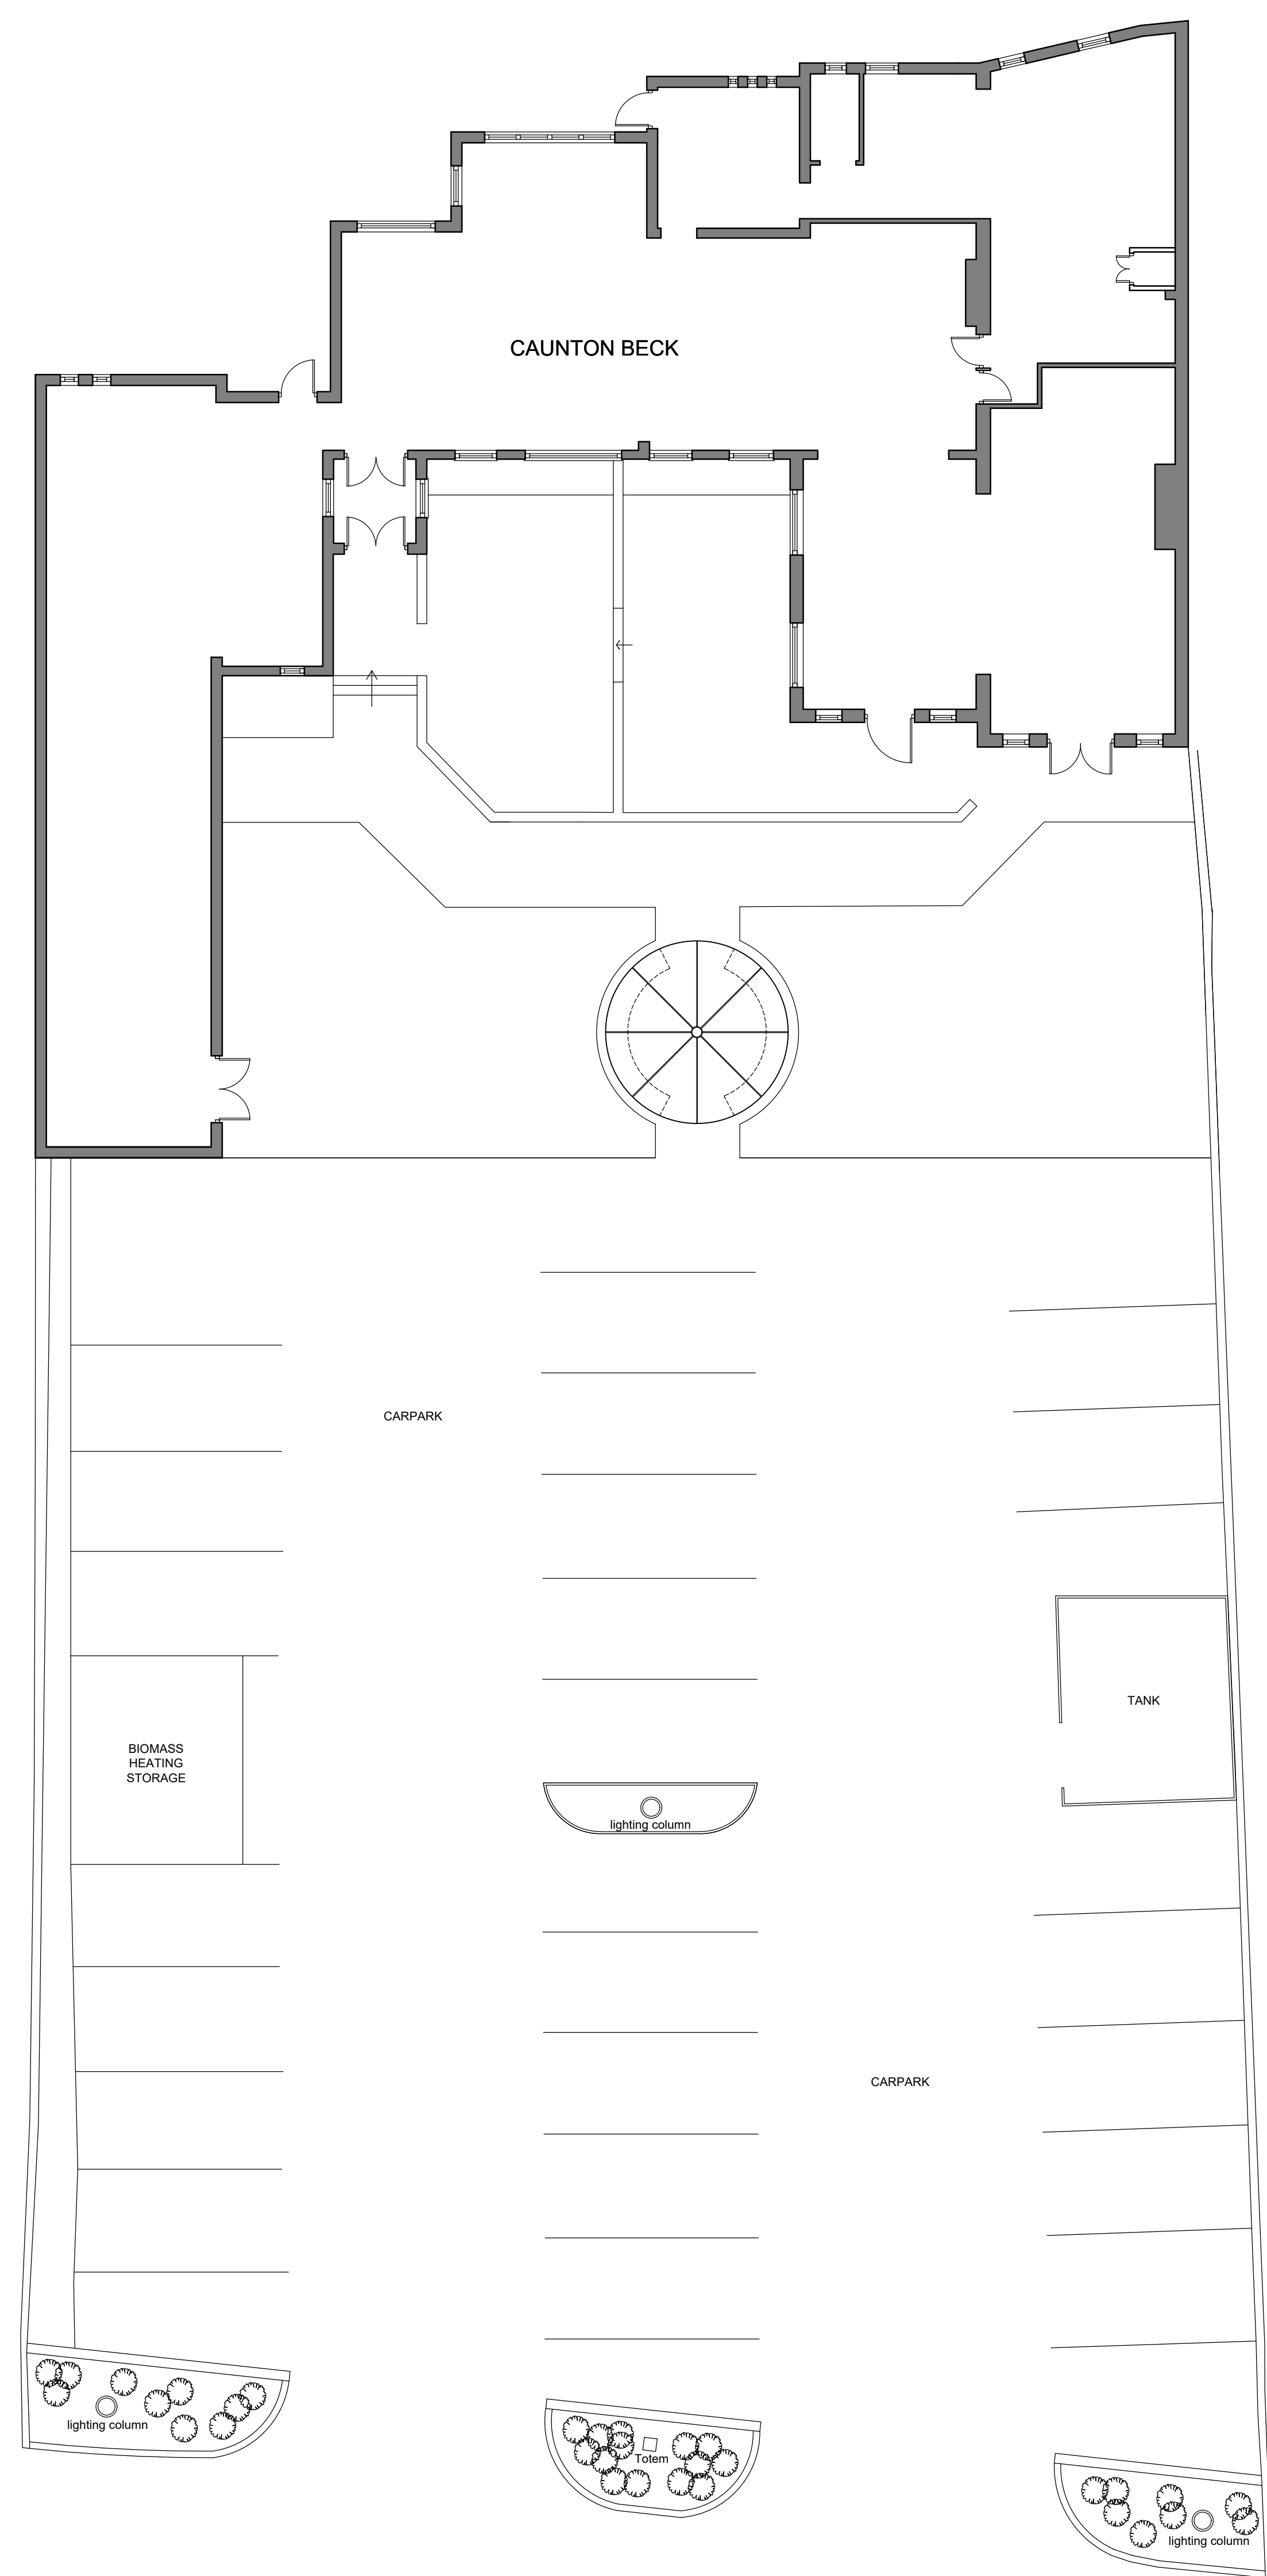 CAUNTON BECK
CARPARK
TANK
BIOMASS
HEATING
STORAGE
lighting column
CARPARK
lighting column
Totem
lighting column